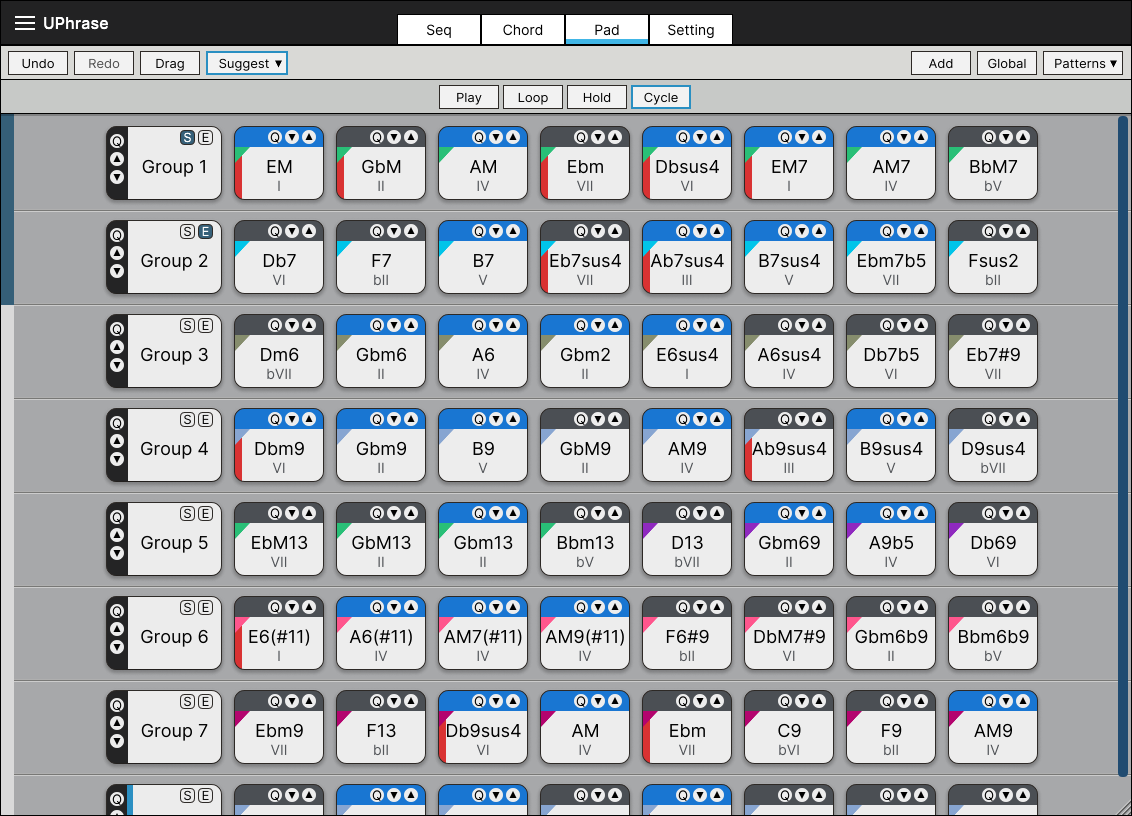 UPhrase
Seq Chord Pad Setting
Undo Redo Drag Suggest ▾ Add Global Patterns ▾
Play Loop Hold Cycle
Q S E Q Q Q Q Q Q Q Q
Group 1 EM GbM AM Ebm Dbsus4 EM7 AM7 BbM7
I II IV VII VI I IV bV
Q S E Q Q Q Q Q Q Q Q
Group 2 Db7 F7 B7 Eb7sus4 Ab7sus4 B7sus4 Ebm7b5 Fsus2
VI bII V VII III V VII bII
Q S E Q Q Q Q Q Q Q Q
Group 3 Dm6 Gbm6 A6 Gbm2 E6sus4 A6sus4 Db7b5 Eb7#9
bVII II IV II I IV VI VII
Q S E Q Q Q Q Q Q Q Q
Group 4 Dbm9 Gbm9 B9 GbM9 AM9 Ab9sus4 B9sus4 D9sus4
VI II V II IV III V bVII
Q S E Q Q Q Q Q Q Q Q
Group 5 EbM13 GbM13 Gbm13 Bbm13 D13 Gbm69 A9b5 Db69
VII II II bV bVII II IV VI
Q S E Q Q Q Q Q Q Q Q
Group 6 E6(#11) A6(#11) AM7(#11) AM9(#11) F6#9 DbM7#9 Gbm6b9 Bbm6b9
I IV IV IV bII VI II bV
Q S E Q Q Q Q Q Q Q Q
Group 7 Ebm9 F13 Db9sus4 AM Ebm C9 F9 AM9
VII bII VI IV VII bVI bII IV
Q S E Q Q Q Q Q Q Q Q